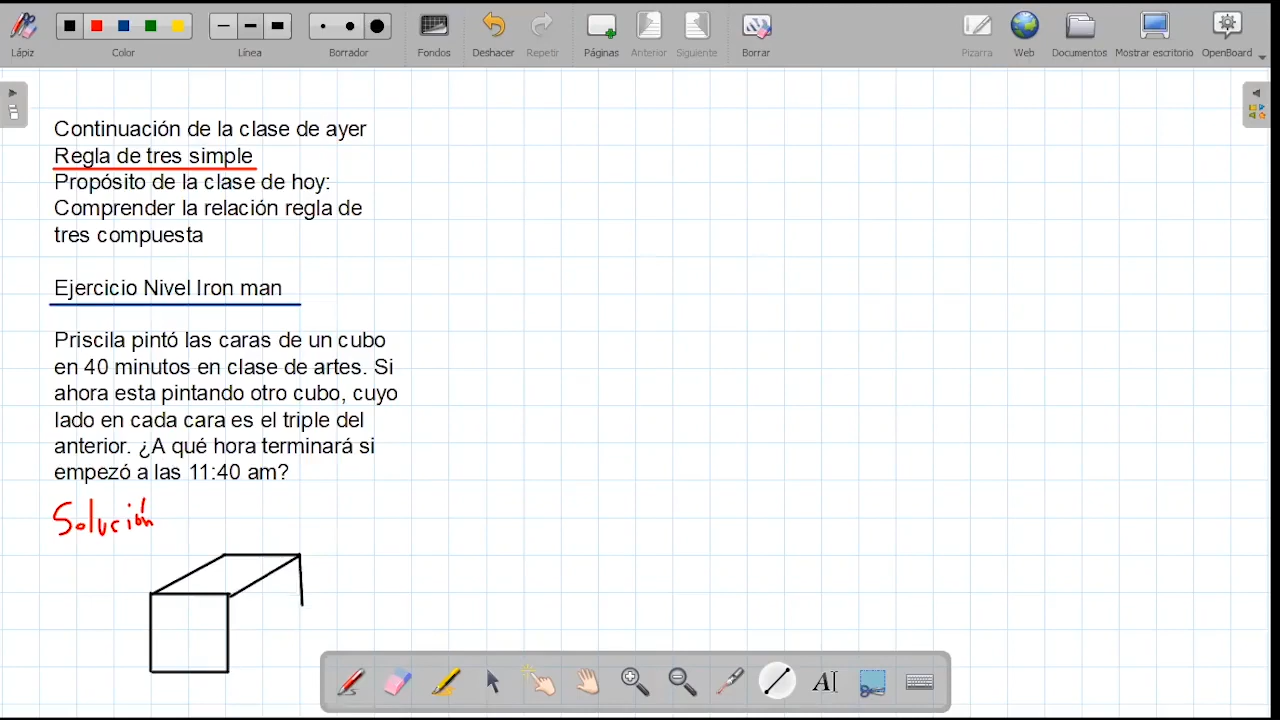 Lápiz Color Línea Borrador Fondos Deshacer Repetir Páginas Anterior Siguiente Borrar Pizarra Web Documentos Mostrar escritorio OpenBoard
Continuación de la clase de ayer
Regla de tres simple
Propósito de la clase de hoy:
Comprender la relación regla de
tres compuesta
Ejercicio Nivel Iron man
Priscila pintó las caras de un cubo
en 40 minutos en clase de artes. Si
ahora esta pintando otro cubo, cuyo
lado en cada cara es el triple del
anterior. ¿A qué hora terminará si
empezó a las 11:40 am?
Solución
AI